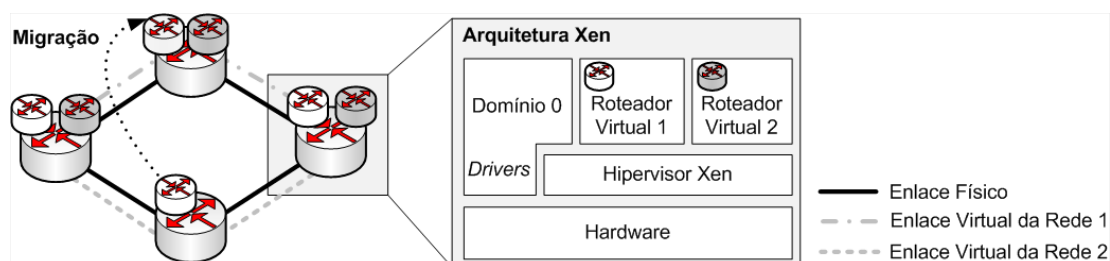 Migração
Arquitetura Xen
Domínio 0
Roteador
Virtual 1
Roteador
Virtual 2
Drivers
Hipervisor Xen
Hardware
Enlace Físico
Enlace Virtual da Rede 1
Enlace Virtual da Rede 2